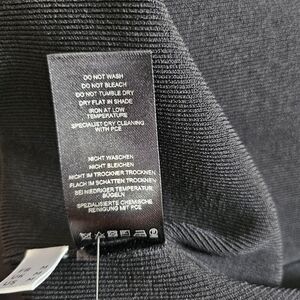 DO NOT WASH
DO NOT BLEACH
DO NOT TUMBLE DRY
DRY FLAT IN SHADE
IRON AT LOW
TEMPERATURE
SPECIALIST DRY CLEANING
WITH PCE
NICHT WASCHEN
NICHT BLEICHEN
NICHT IM TROCKNER TROCKNEN
FLACH IM SCHATTEN TROCKNEN
BEI NIEDRIGER TEMPERATUR
BÜGELN
SPEZIALISIERTE CHEMISCHE
REINIGUNG MIT PCE